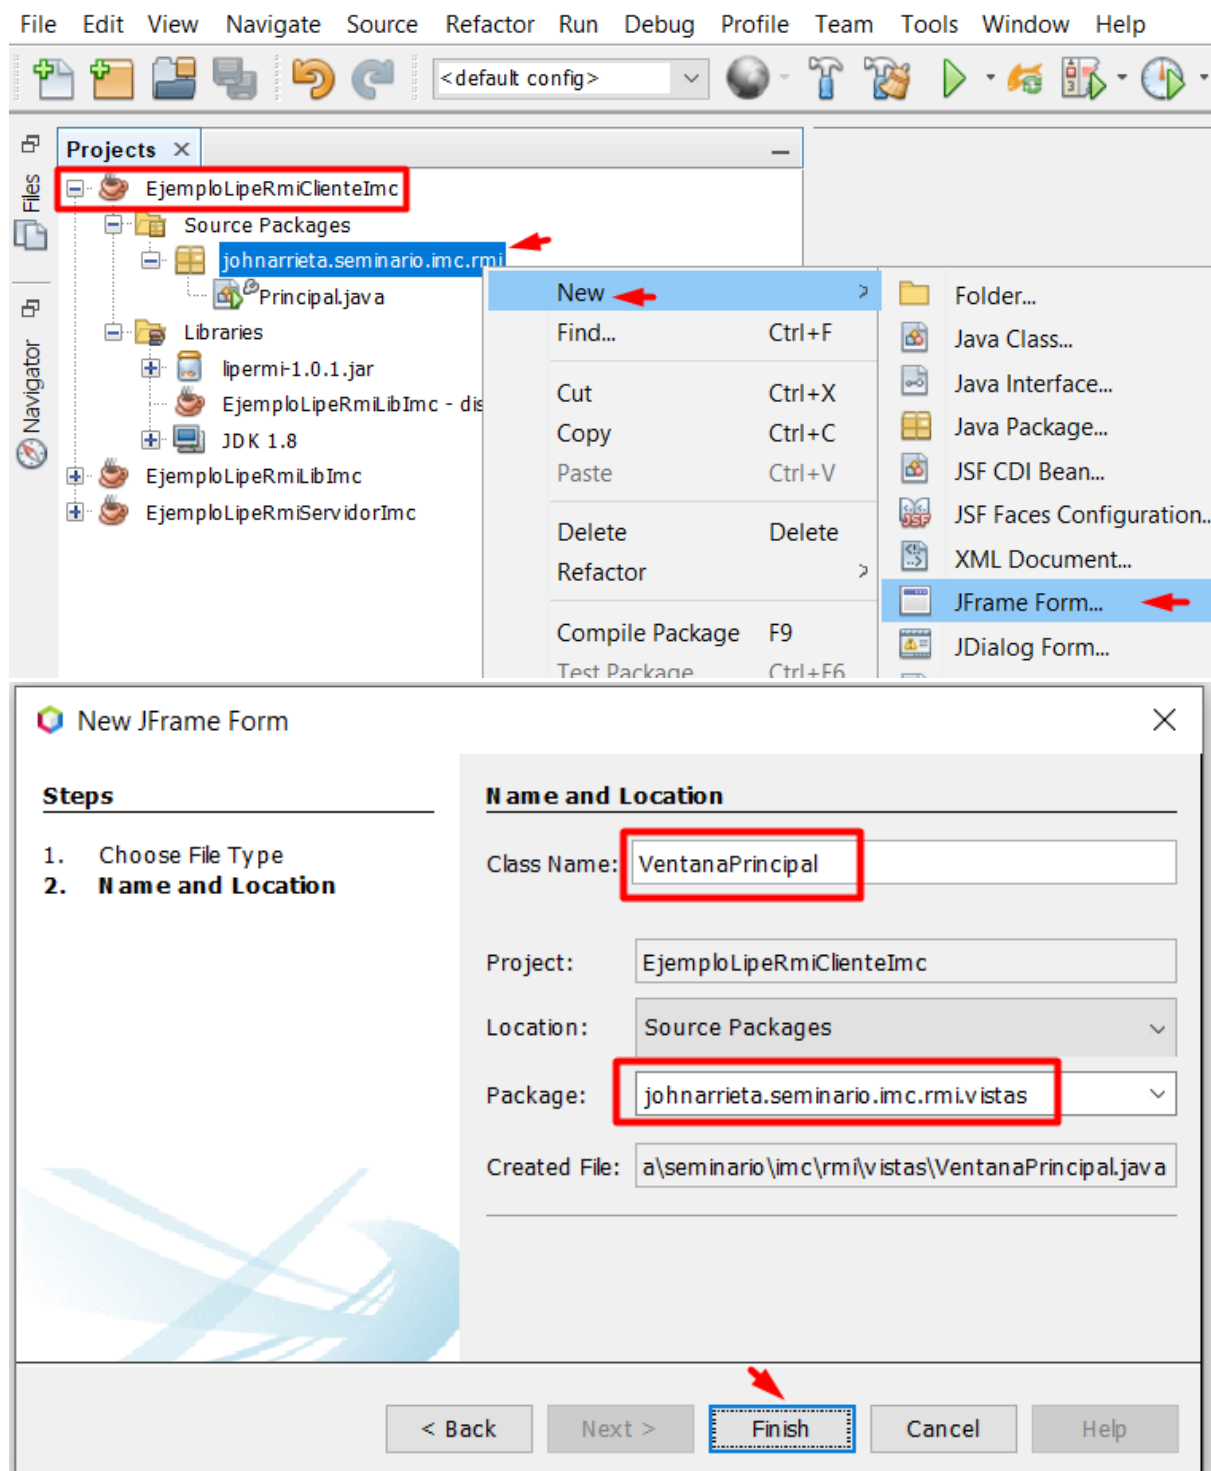 File Edit View Navigate Source Refactor Run Debug Profile Team Tools Window Help
<default config>
Projects
Files
Navigator
EjemploLipeRmiClienteImc
Source Packages
johnarrieta.seminario.imc.rmi
Principal.java
Libraries
lipermi-1.0.1.jar
EjemploLipeRmiLibImc - dis
JDK 1.8
EjemploLipeRmiLibImc
EjemploLipeRmiServidorImc
New
Find... Ctrl+F
Cut Ctrl+X
Copy Ctrl+C
Paste Ctrl+V
Delete Delete
Refactor
Compile Package F9
Test Package Ctrl+F6
Folder...
Java Class...
Java Interface...
Java Package...
JSF CDI Bean...
JSF Faces Configuration..
XML Document...
JFrame Form...
JDialog Form...
New JFrame Form
Steps
1. Choose File Type
2. Name and Location
Name and Location
Class Name: VentanaPrincipal
Project: EjemploLipeRmiClienteImc
Location: Source Packages
Package: johnarrieta.seminario.imc.rmi.vistas
Created File: a\seminario\imc\rmi\vistas\VentanaPrincipal.java
< Back Next > Finish Cancel Help